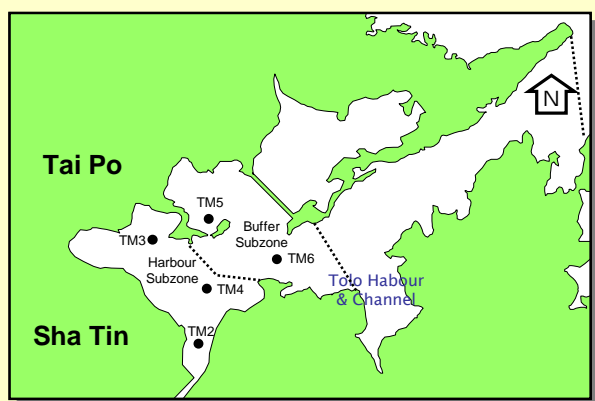 N
Tai Po
TM5
Buffer
Subzone
TM3
TM6
Harbour
Subzone
Tolo Habour
& Channel
TM4
Sha Tin
TM2